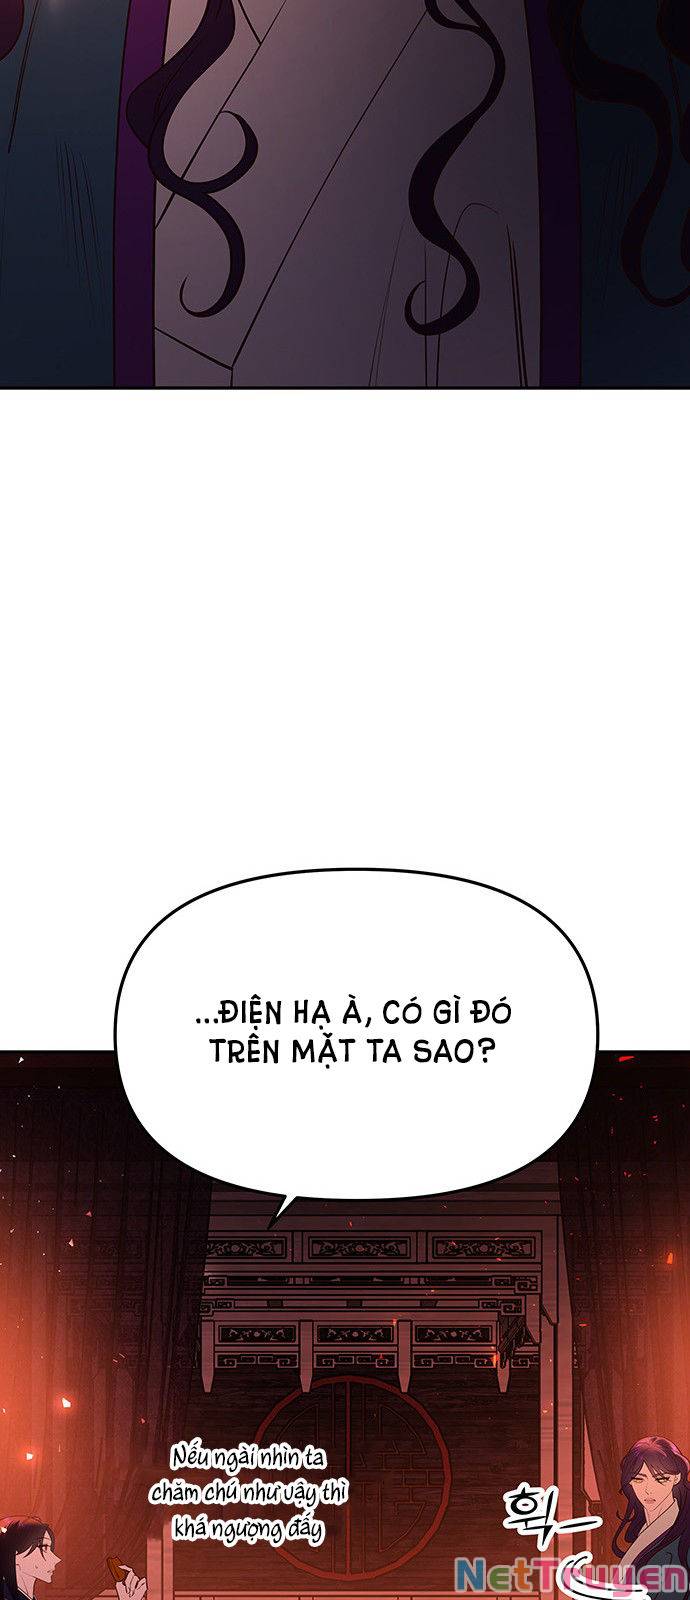 ...ĐIỆN HẠ À, CÓ GÌ ĐÓ
TRÊN MẶT TA SAO?
Nếu ngài nhìn ta
chăm chú như vậy thì
khá ngượng đấy
휙-
NetTruyen